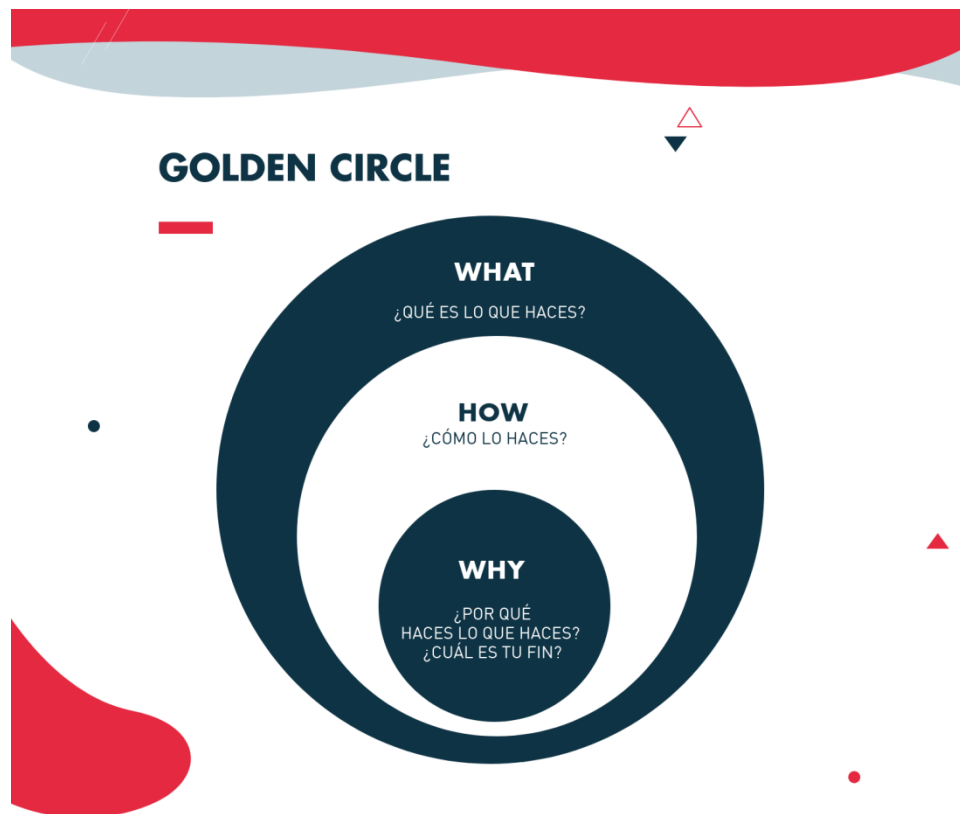 GOLDEN CIRCLE
WHAT
¿QUÉ ES LO QUE HACES?
HOW
¿CÓMO LO HACES?
WHY
¿POR QUÉ
HACES LO QUE HACES?
¿CUÁL ES TU FIN?